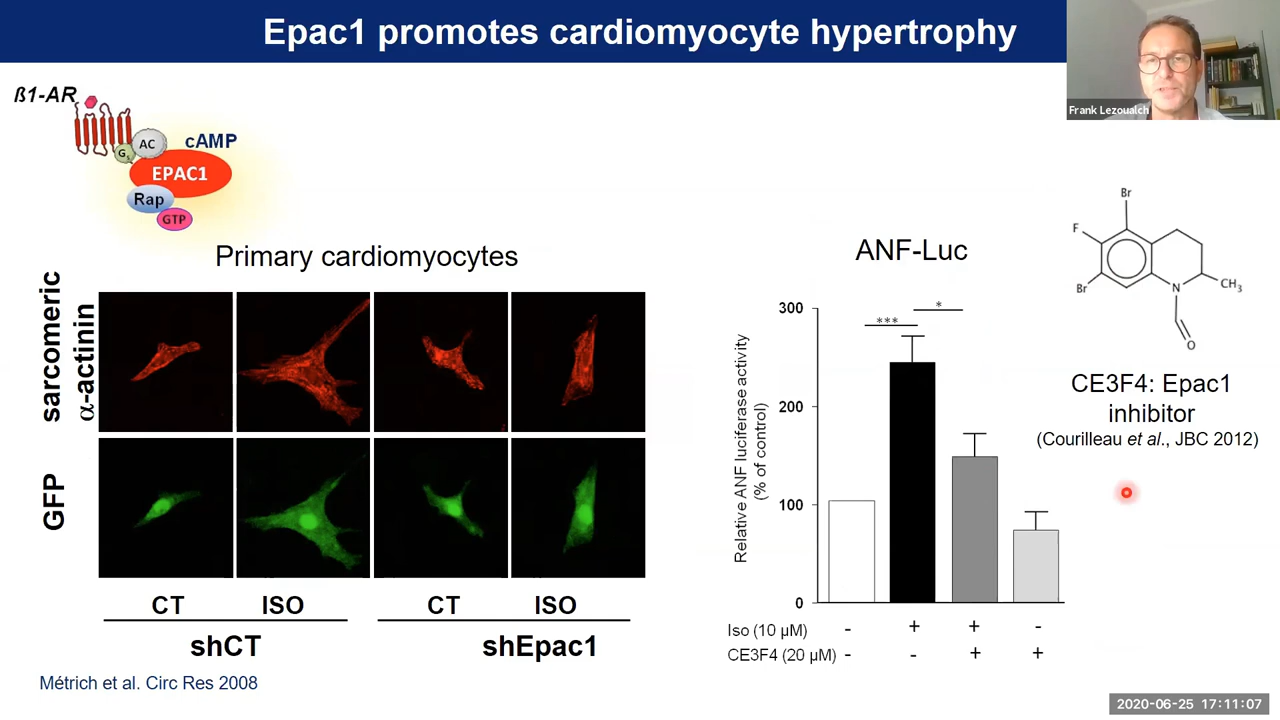 Epac1 promotes cardiomyocyte hypertrophy
Frank Lezoualch
ß1-AR
AC
cAMP
Gs
EPAC1
Rap
GTP
Primary cardiomyocytes
sarcomeric
α-actinin
GFP
CT
ISO
CT
ISO
shCT
shEpac1
Métrich et al. Circ Res 2008
ANF-Luc
Relative ANF luciferase activity
(% of control)
300
200
100
0
***
*
Iso (10 µM) - + + -
CE3F4 (20 µM) - - + +
Br
F
Br
N
CH3
O
CE3F4: Epac1
inhibitor
(Courilleau et al., JBC 2012)
2020-06-25 17:11:07